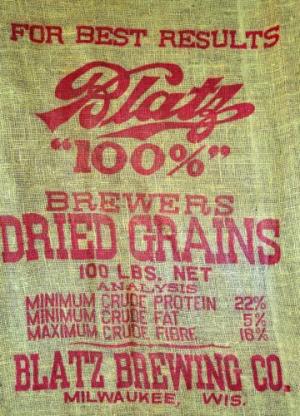 FOR BEST RESULTS
Blatz
"100%"
BREWERS
DRIED GRAINS
100 LBS. NET
ANALYSIS
MINIMUM CRUDE PROTEIN 22%
MINIMUM CRUDE FAT 5%
MAXIMUM CRUDE FIBRE 18%
BLATZ BREWING CO.
MILWAUKEE, WIS.